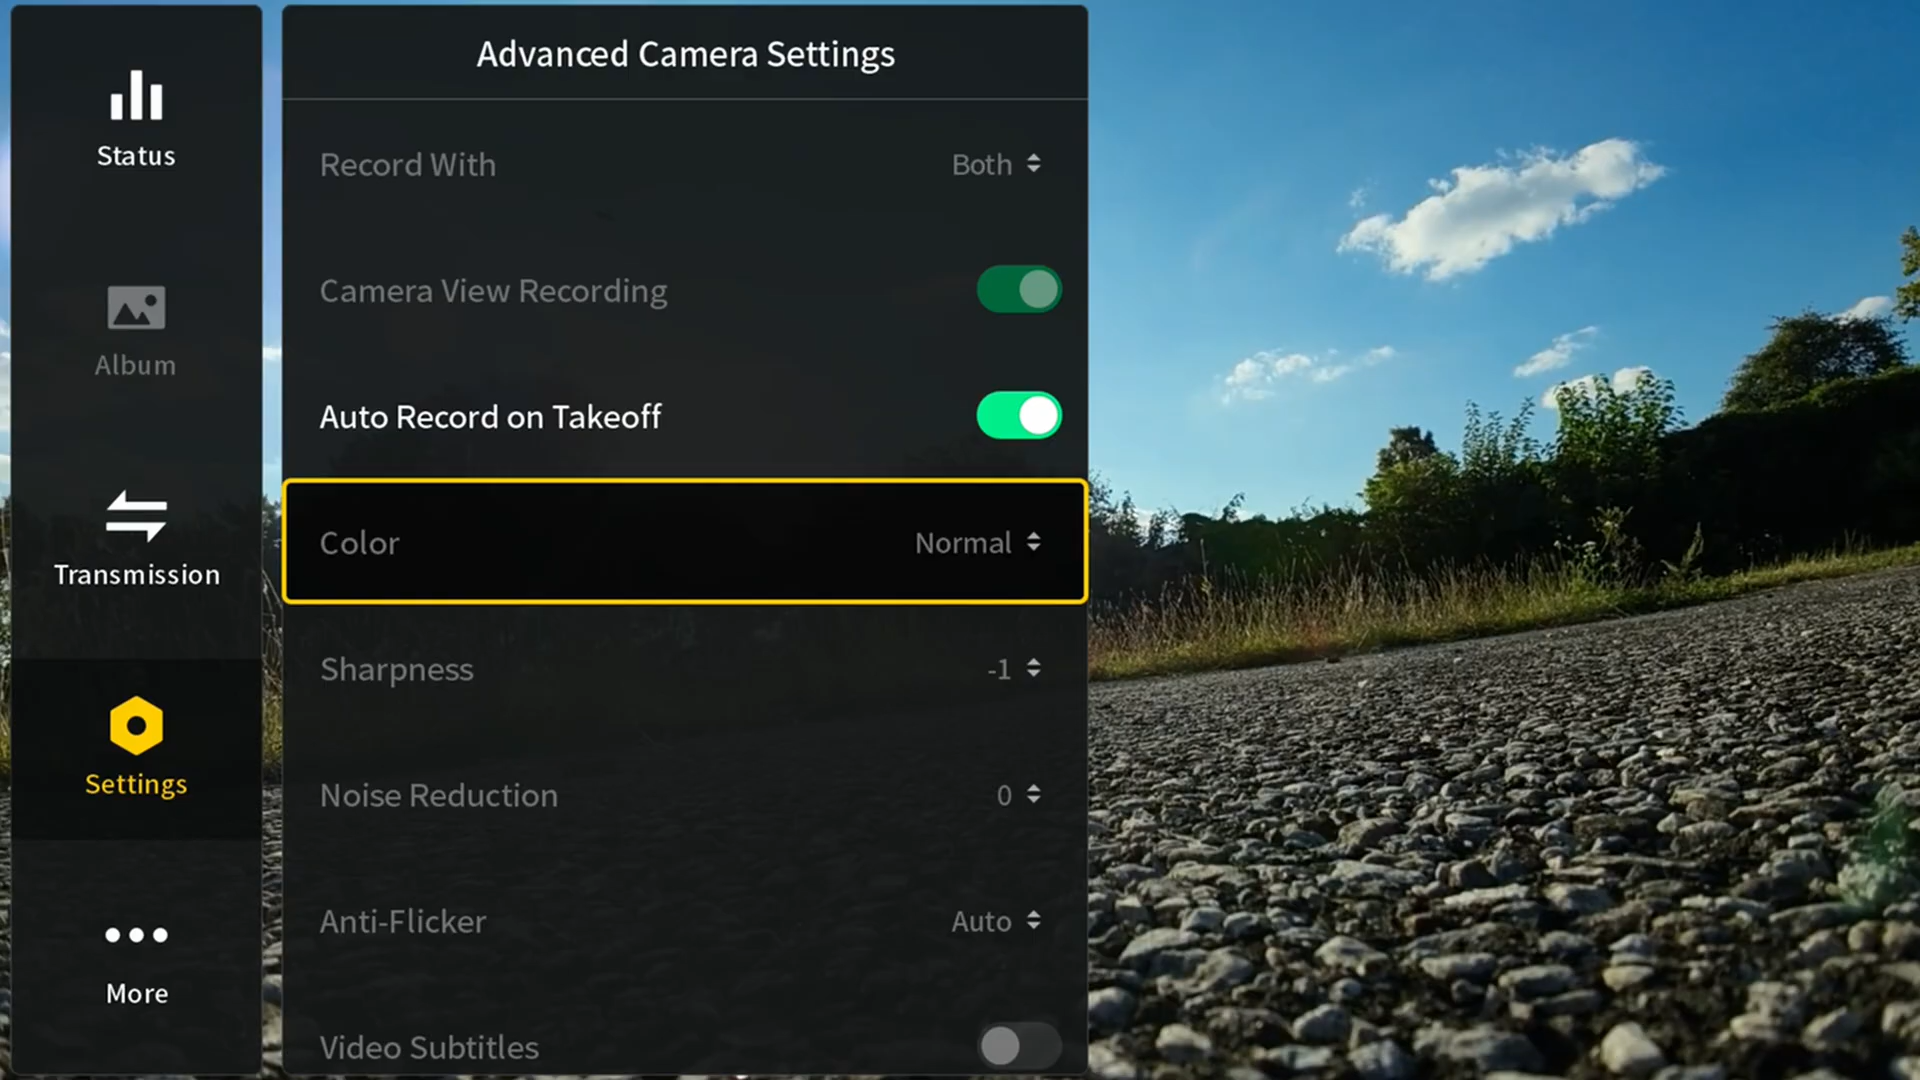 Status
Album
Transmission
Settings
More
Advanced Camera Settings
Record With Both
Camera View Recording
Auto Record on Takeoff
Color Normal
Sharpness -1
Noise Reduction 0
Anti-Flicker Auto
Video Subtitles